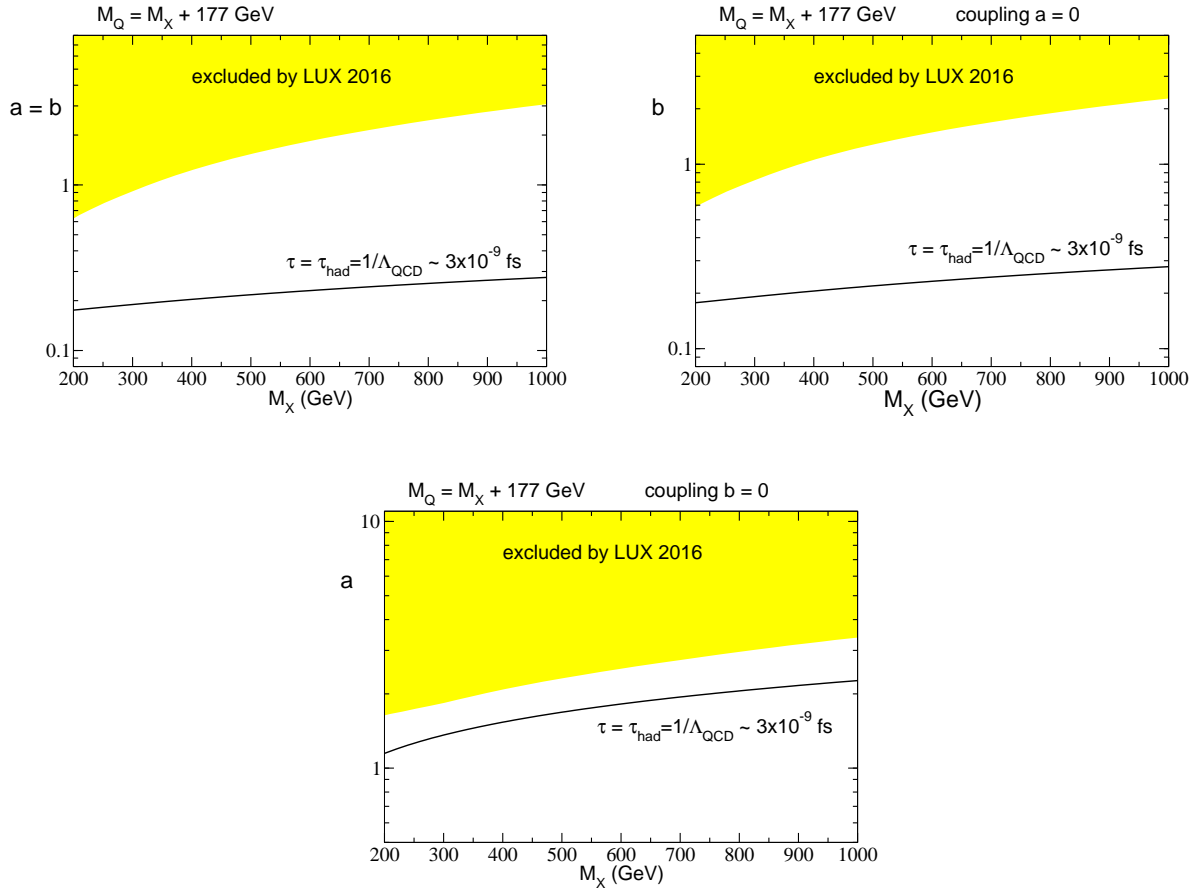 M_Q = M_X + 177 GeV
excluded by LUX 2016
a = b
1
τ = τ_had=1/Λ_QCD ~ 3x10^-9 fs
0.1
200 300 400 500 600 700 800 900 1000
M_X (GeV)
M_Q = M_X + 177 GeV coupling a = 0
excluded by LUX 2016
b
1
τ = τ_had=1/Λ_QCD ~ 3x10^-9 fs
0.1
200 300 400 500 600 700 800 900 1000
M_X (GeV)
M_Q = M_X + 177 GeV coupling b = 0
10
excluded by LUX 2016
a
τ = τ_had=1/Λ_QCD ~ 3x10^-9 fs
1
200 300 400 500 600 700 800 900 1000
M_X (GeV)